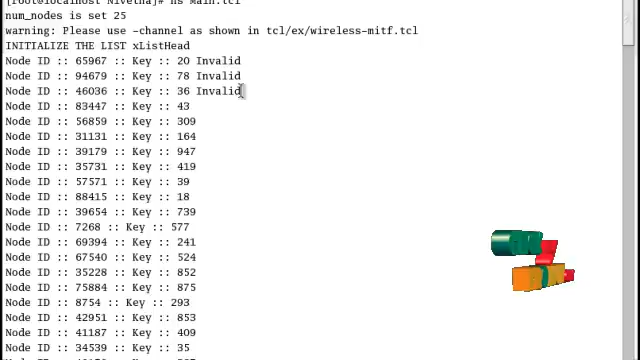 [root@localhost Nivetha]# ns Main.tcl
num_nodes is set 25
warning: Please use -channel as shown in tcl/ex/wireless-mitf.tcl
INITIALIZE THE LIST xListHead
Node ID :: 65967 :: Key :: 20 Invalid
Node ID :: 94679 :: Key :: 78 Invalid
Node ID :: 46036 :: Key :: 36 Invalid
Node ID :: 83447 :: Key :: 43
Node ID :: 56859 :: Key :: 309
Node ID :: 31131 :: Key :: 164
Node ID :: 39179 :: Key :: 947
Node ID :: 35731 :: Key :: 419
Node ID :: 57571 :: Key :: 39
Node ID :: 88415 :: Key :: 18
Node ID :: 39654 :: Key :: 739
Node ID :: 7268 :: Key :: 577
Node ID :: 69394 :: Key :: 241
Node ID :: 67540 :: Key :: 524
Node ID :: 35228 :: Key :: 852
Node ID :: 75884 :: Key :: 875
Node ID :: 8754 :: Key :: 293
Node ID :: 42951 :: Key :: 853
Node ID :: 41187 :: Key :: 409
Node ID :: 34539 :: Key :: 35